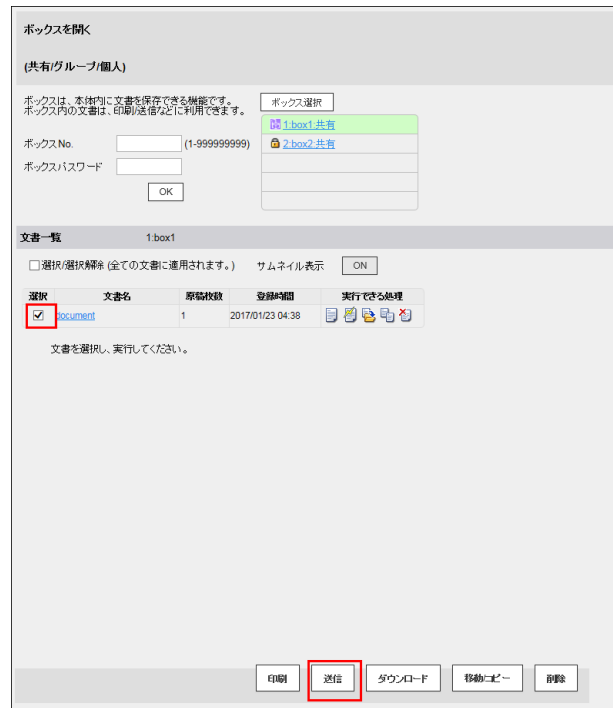 ボックスを開く
(共有/グループ/個人)
ボックスは、本体内に文書を保存できる機能です。
ボックス内の文書は、印刷/送信などに利用できます。
ボックス選択
1:box1:共有
2:box2:共有
ボックスNo.
(1-999999999)
ボックスパスワード
OK
文書一覧 1:box1
選択/選択解除 (全ての文書に適用されます。) サムネイル表示 ON
選択 文書名 原稿枚数 登録時間 実行できる処理
document 1 2017/01/23 04:38
文書を選択し、実行してください。
印刷 送信 ダウンロード 移動/コピー 削除